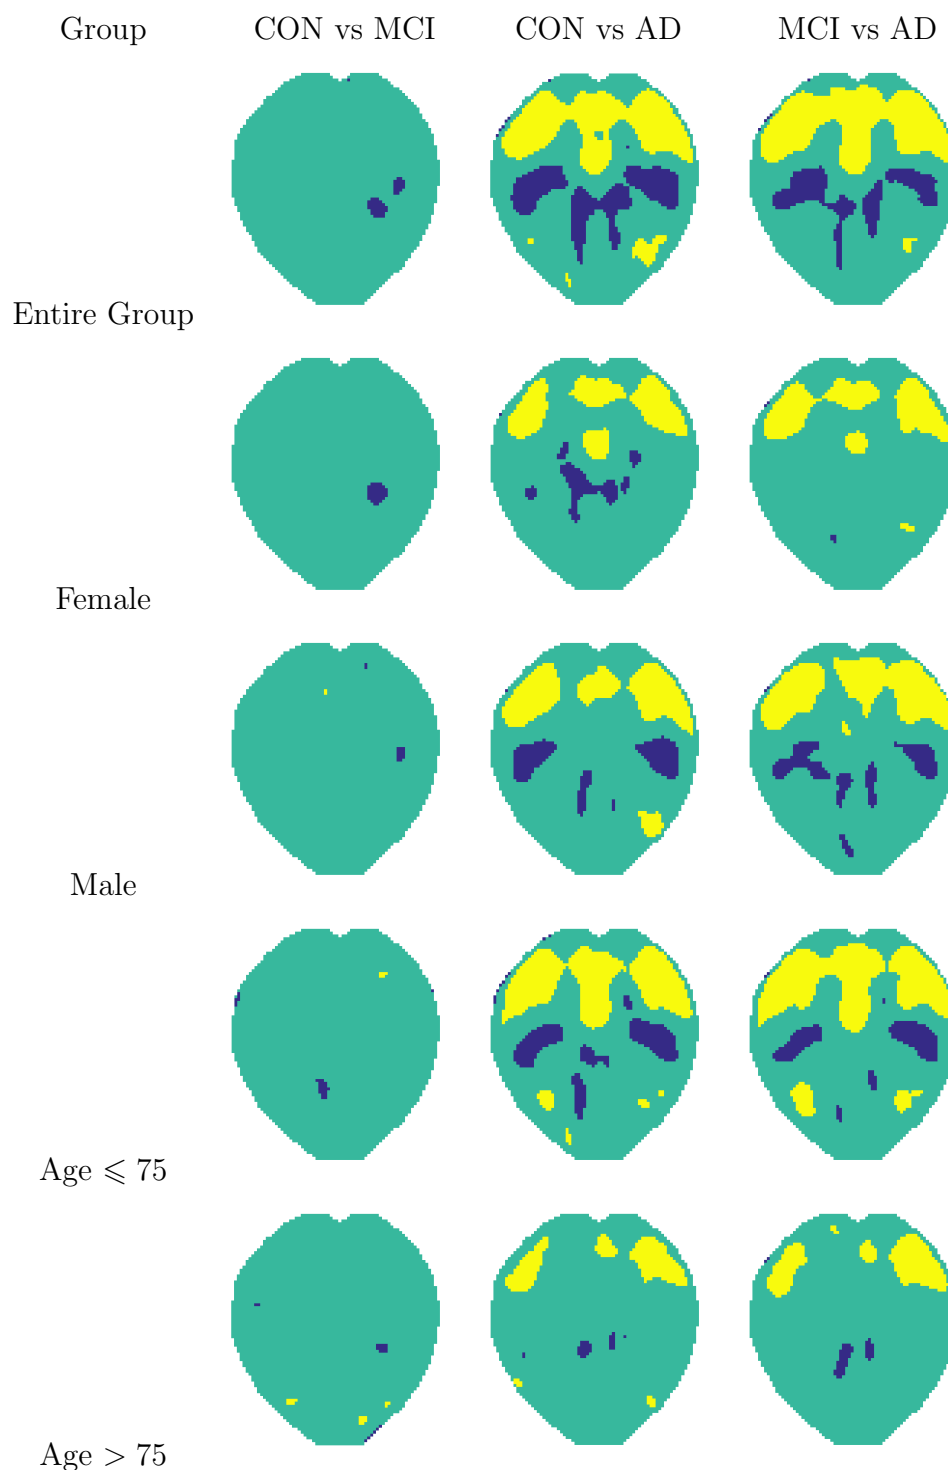 Group CON vs MCI CON vs AD MCI vs AD
Entire Group
Female
Male
Age ⩽ 75
Age > 75